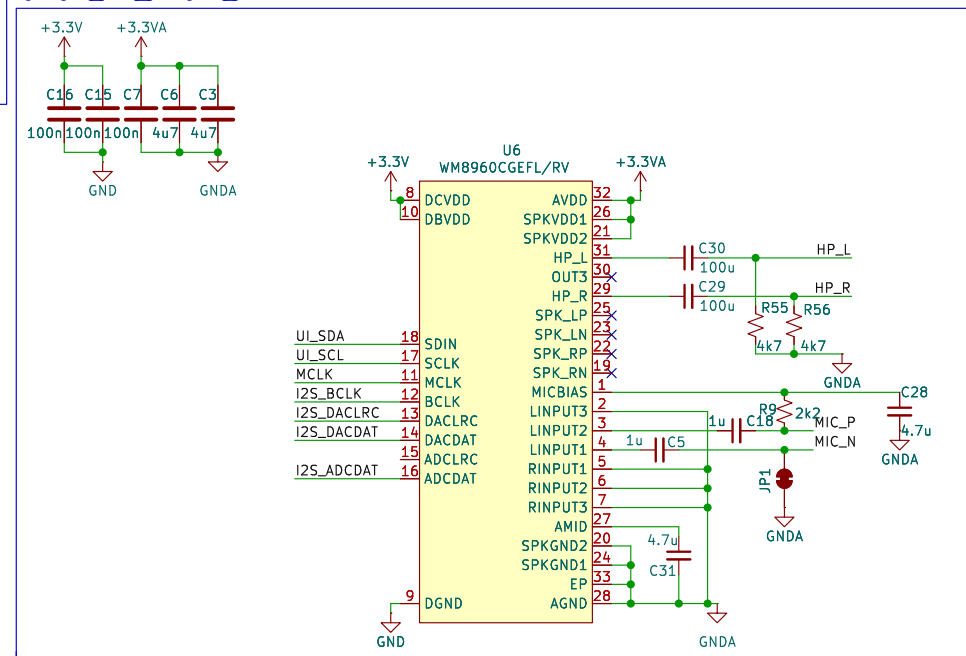 +3.3V +3.3VA
C16 C15 C7 C6 C3
100n 100n 100n 4u7 4u7
GND GNDA
U6
WM8960CGEFL/RV
+3.3V +3.3VA
8 DCVDD AVDD 32
10 DBVDD SPKVDD1 26
SPKVDD2 21
HP_L 31 C30 100u HP_L
OUT3 30
HP_R 29 C29 100u HP_R
SPK_LP 25 R55 R56
SPK_LN 23
UI_SDA 18 SDIN SPK_RP 22 4k7 4k7
UI_SCL 17 SCLK SPK_RN 19 GNDA
MCLK 11 MCLK MICBIAS 1 C28
I2S_BCLK 12 BCLK LINPUT3 2 R9 2k2
I2S_DACLRC 13 DACLRC LINPUT2 3 1u C18 MIC_P 4.7u
I2S_DACDAT 14 DACDAT LINPUT1 4 1u C5 MIC_N
15 ADCLRC RINPUT1 5 GNDA
I2S_ADCDAT 16 ADCDAT RINPUT2 6 JP1
RINPUT3 7
AMID 27 GNDA
SPKGND2 20 4.7u
SPKGND1 24 C31
EP 33
9 DGND AGND 28
GND GNDA